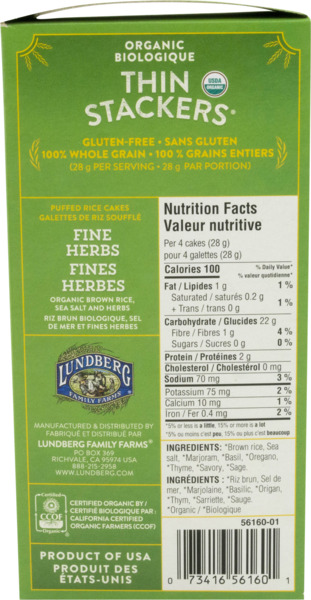 ORGANIC
BIOLOGIQUE
THIN
STACKERS®
USDA
ORGANIC
GLUTEN-FREE • SANS GLUTEN
100% WHOLE GRAIN • 100 % GRAINS ENTIERS
(28 g PER SERVING • 28 g PAR PORTION)
PUFFED RICE CAKES
GALETTES DE RIZ SOUFFLÉ
FINE
HERBS
FINES
HERBES
ORGANIC BROWN RICE,
SEA SALT AND HERBS
RIZ BRUN BIOLOGIQUE, SEL
DE MER ET FINES HERBES
LUNDBERG
FAMILY FARMS
MANUFACTURED & DISTRIBUTED BY
FABRIQUÉ ET DISTRIBUÉ PAR
LUNDBERG FAMILY FARMS®
PO BOX 369
RICHVALE, CA 95974 USA
888-215-2958
WWW.LUNDBERG.COM
Certified
CCOF
Organic
CERTIFIED ORGANIC BY /
CERTIFIÉ BIOLOGIQUE PAR :
CALIFORNIA CERTIFIED
ORGANIC FARMERS (CCOF)
PRODUCT OF USA
PRODUIT DES
ÉTATS-UNIS
Nutrition Facts
Valeur nutritive
Per 4 cakes (28 g)
pour 4 galettes (28 g)
Calories 100 % Daily Value*
% valeur quotidienne*
Fat / Lipides 1 g 1 %
Saturated / saturés 0.2 g
+ Trans / trans 0 g 1 %
Carbohydrate / Glucides 22 g
Fibre / Fibres 1 g 4 %
Sugars / Sucres 0 g 0 %
Protein / Protéines 2 g
Cholesterol / Cholestérol 0 mg
Sodium 70 mg 3 %
Potassium 75 mg 2 %
Calcium 10 mg 1 %
Iron / Fer 0.4 mg 2 %
*5% or less is a little, 15% or more is a lot
*5% ou moins c'est peu, 15% ou plus c'est beaucoup
INGREDIENTS: *Brown rice, Sea
salt, *Marjoram, *Basil, *Oregano,
*Thyme, *Savory, *Sage.
INGRÉDIENTS : *Riz brun, Sel de
mer, *Marjolaine, *Basilic, *Origan,
*Thym, *Sarriette, *Sauge.
*Organic / *Biologique
56160-01
0 73416 56160 1